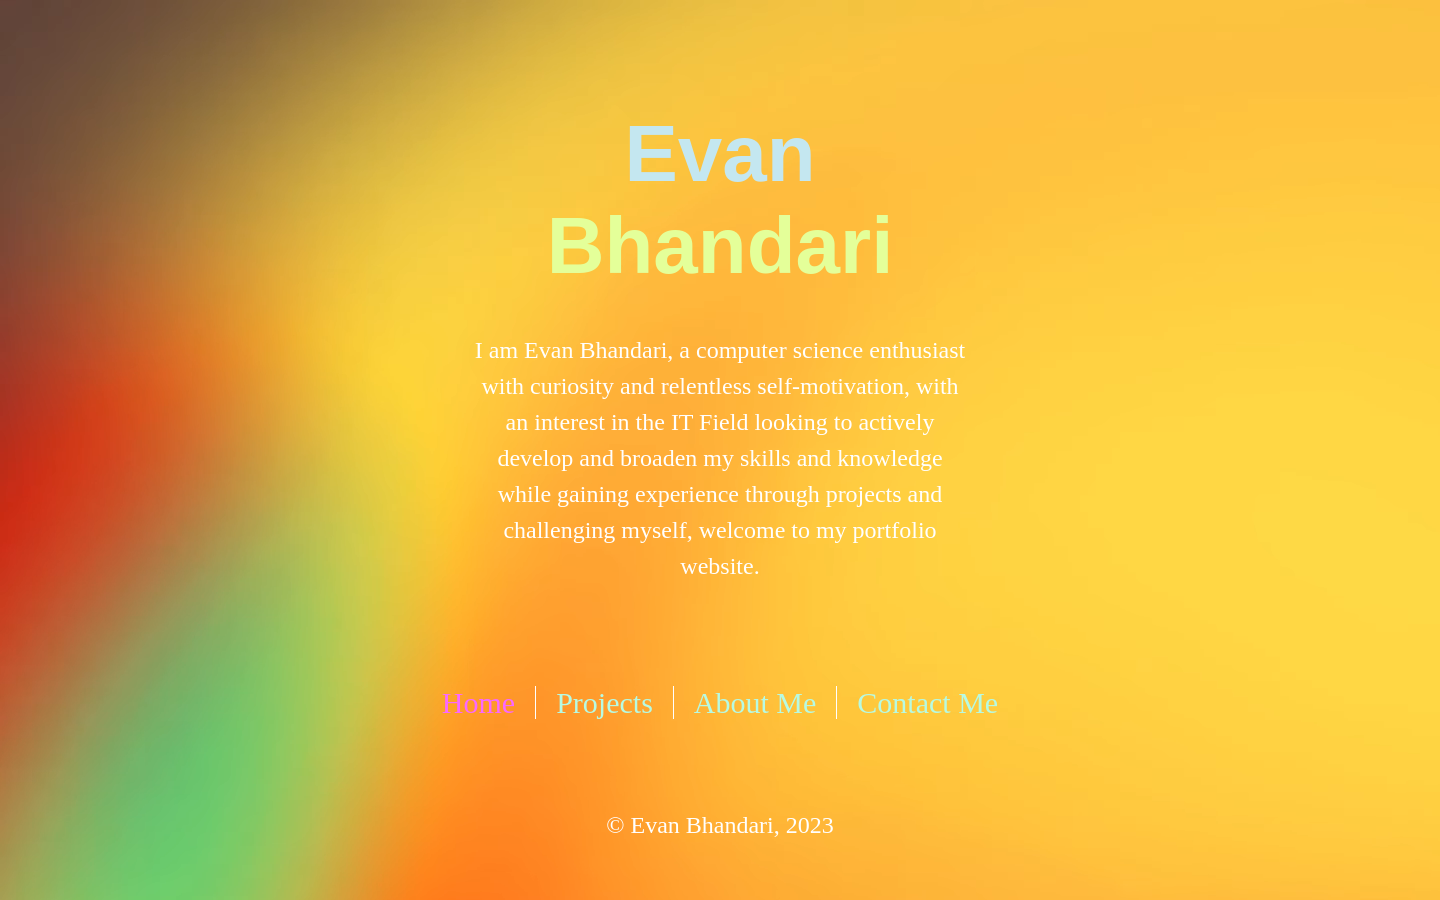 Evan
Bhandari
I am Evan Bhandari, a computer science enthusiast
with curiosity and relentless self-motivation, with
an interest in the IT Field looking to actively
develop and broaden my skills and knowledge
while gaining experience through projects and
challenging myself, welcome to my portfolio
website.
Home
Projects
About Me
Contact Me
© Evan Bhandari, 2023